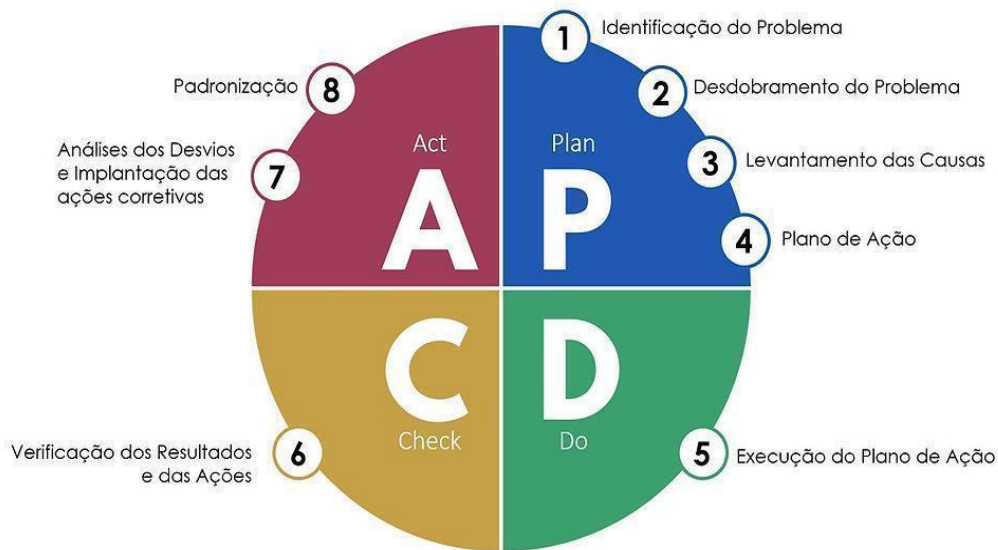 1
Identificação do Problema
2
Desdobramento do Problema
3
Levantamento das Causas
4
Plano de Ação
Plan
P
D
Do
5
Execução do Plano de Ação
C
Check
6
Verificação dos Resultados
e das Ações
Act
A
7
Análises dos Desvios
e Implantação das
ações corretivas
8
Padronização